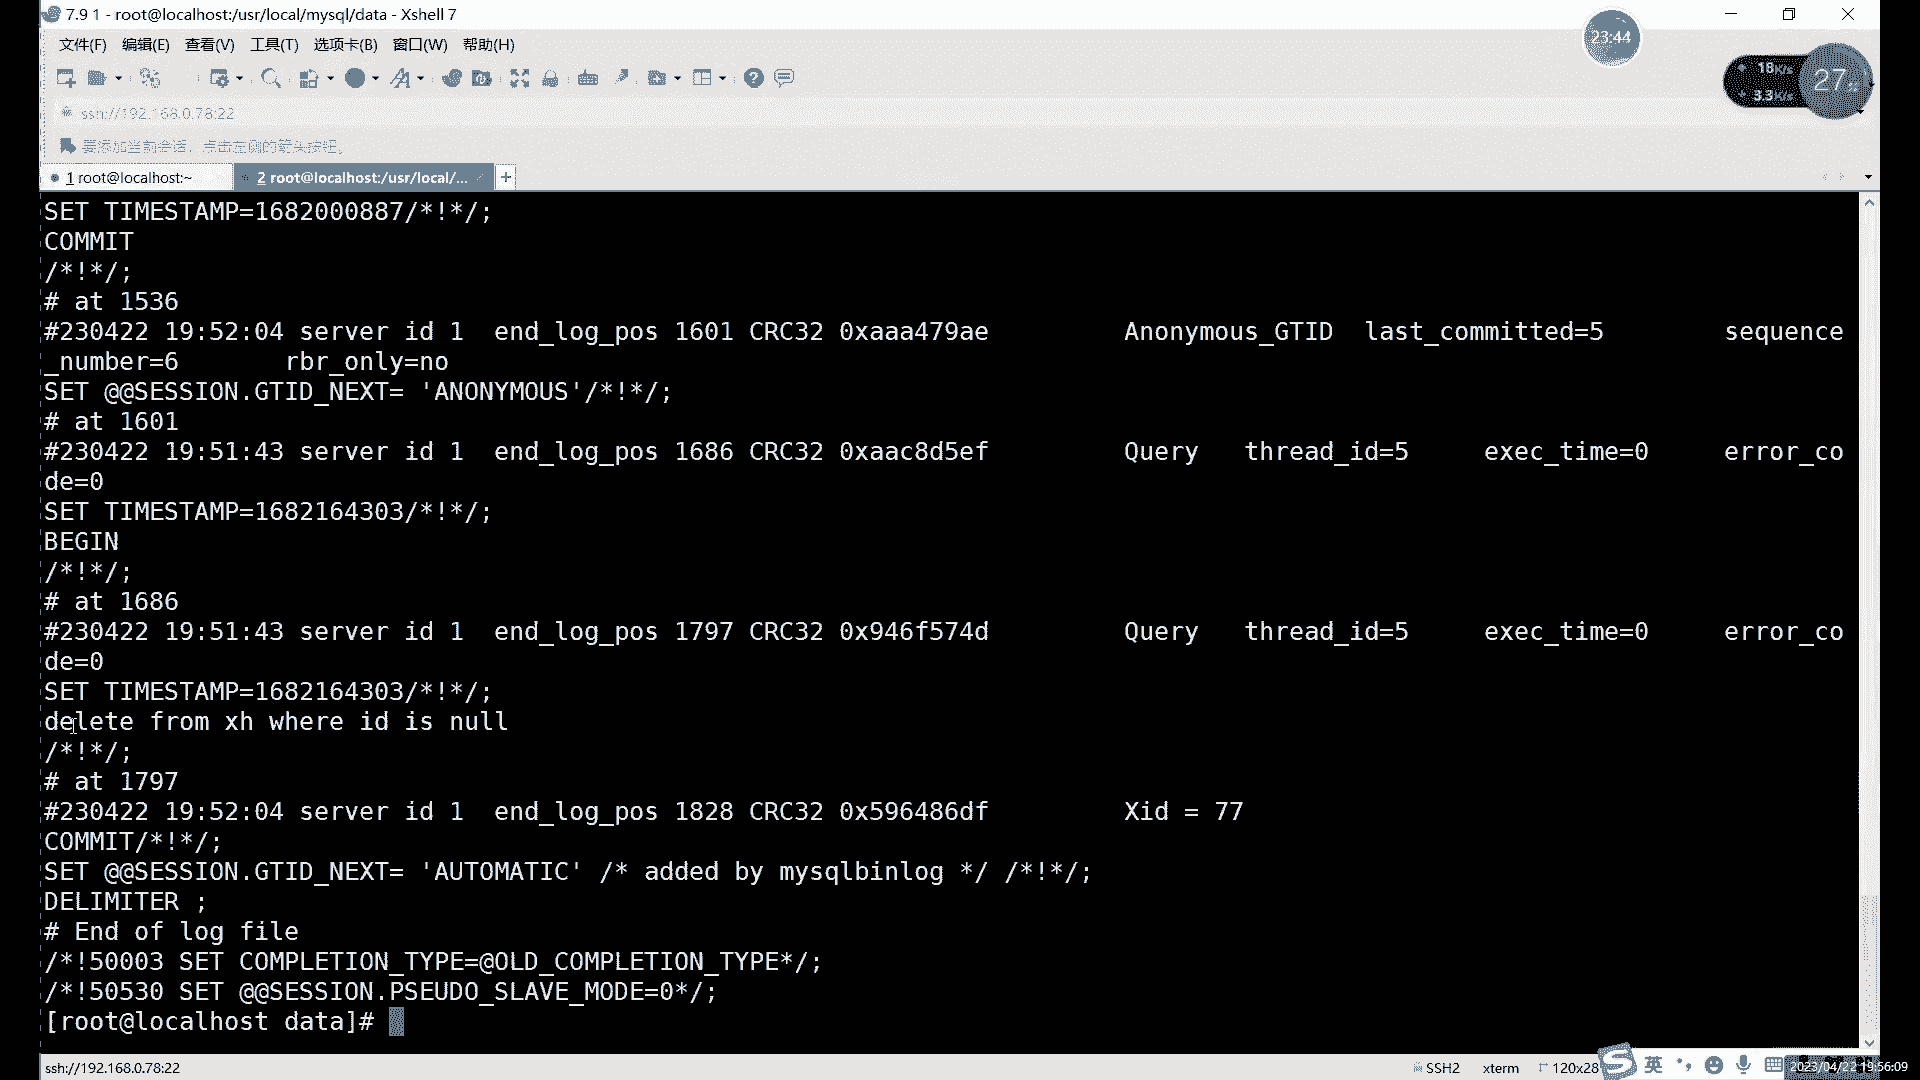 7.9 1 - root@localhost:/usr/local/mysql/data - Xshell 7
23:44
文件(F) 编辑(E) 查看(V) 工具(T) 选项卡(B) 窗口(W) 帮助(H)
18K/s
3.3K/s
27%
ssh://192.168.0.78:22
要添加当前会话，点击左侧的箭头按钮。
1 root@localhost:~
2 root@localhost:/usr/local/...
SET TIMESTAMP=1682000887/*!*/;
COMMIT
/*!*/;
# at 1536
#230422 19:52:04 server id 1  end_log_pos 1601 CRC32 0xaaa479ae         Anonymous_GTID  last_committed=5        sequence
_number=6       rbr_only=no
SET @@SESSION.GTID_NEXT= 'ANONYMOUS'/*!*/;
# at 1601
#230422 19:51:43 server id 1  end_log_pos 1686 CRC32 0xaac8d5ef         Query   thread_id=5     exec_time=0     error_co
de=0
SET TIMESTAMP=1682164303/*!*/;
BEGIN
/*!*/;
# at 1686
#230422 19:51:43 server id 1  end_log_pos 1797 CRC32 0x946f574d         Query   thread_id=5     exec_time=0     error_co
de=0
SET TIMESTAMP=1682164303/*!*/;
delete from xh where id is null
/*!*/;
# at 1797
#230422 19:52:04 server id 1  end_log_pos 1828 CRC32 0x596486df         Xid = 77
COMMIT/*!*/;
SET @@SESSION.GTID_NEXT= 'AUTOMATIC' /* added by mysqlbinlog */ /*!*/;
DELIMITER ;
# End of log file
/*!50003 SET COMPLETION_TYPE=@OLD_COMPLETION_TYPE*/;
/*!50530 SET @@SESSION.PSEUDO_SLAVE_MODE=0*/;
[root@localhost data]#
ssh://192.168.0.78:22
SSH2 xterm 120x28
英
2023/04/22 19:56:09